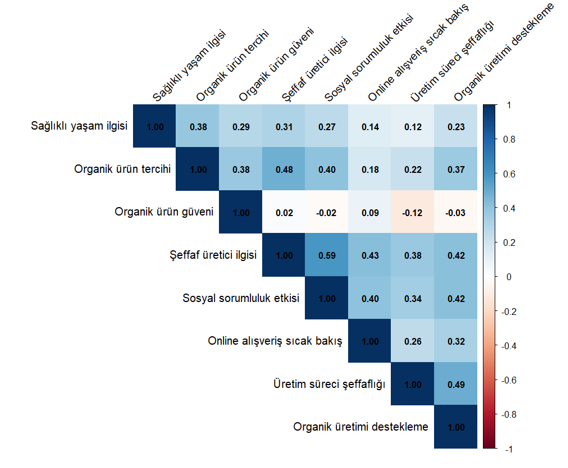 Sağlıklı yaşam ilgisi
Organik ürün tercihi
Organik ürün güveni
Şeffaf üretici ilgisi
Sosyal sorumluluk etkisi
Online alışveriş sıcak bakış
Üretim süreci şeffaflığı
Organik üretimi destekleme
Sağlıklı yaşam ilgisi 1.00 0.38 0.29 0.31 0.27 0.14 0.12 0.23
Organik ürün tercihi 1.00 0.38 0.48 0.40 0.18 0.22 0.37
Organik ürün güveni 1.00 0.02 -0.02 0.09 -0.12 -0.03
Şeffaf üretici ilgisi 1.00 0.59 0.43 0.38 0.42
Sosyal sorumluluk etkisi 1.00 0.40 0.34 0.42
Online alışveriş sıcak bakış 1.00 0.26 0.32
Üretim süreci şeffaflığı 1.00 0.49
Organik üretimi destekleme 1.00
1
0.8
0.6
0.4
0.2
0
-0.2
-0.4
-0.6
-0.8
-1